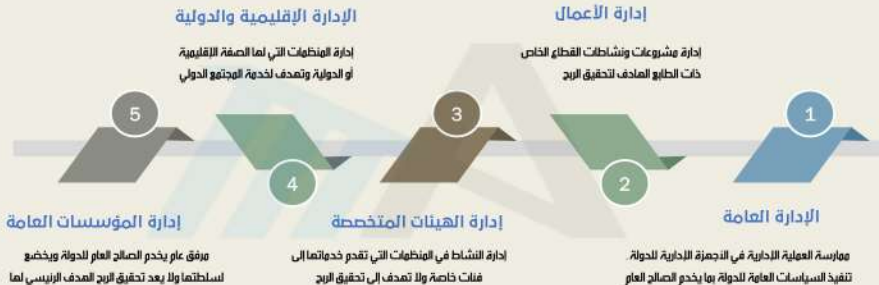 1
الإدارة العامة
ممارسة العملية الإدارية في الأجهزة الإدارية للدولة.
تنفيذ السياسات العامة للدولة بما يخدم الصالح العام
إدارة الأعمال
إدارة مشروعات ونشاطات القطاع الخاص
ذات الطابع الهادف لتحقيق الربح
2
3
إدارة الهيئات المتخصصة
إدارة النشاط في المنظمات التي تقدم خدماتها إلى
فئات خاصة ولا تهدف إلى تحقيق الربح
الإدارة الإقليمية والدولية
إدارة المنظمات التي لها الصفة الإقليمية
أو الدولية وتهدف لخدمة المجتمع الدولي
4
5
إدارة المؤسسات العامة
مرفق عام يخدم الصالح العام للدولة ويخضع
لسلطتها ولا يعد تحقيق الربح الهدف الرئيسي لها